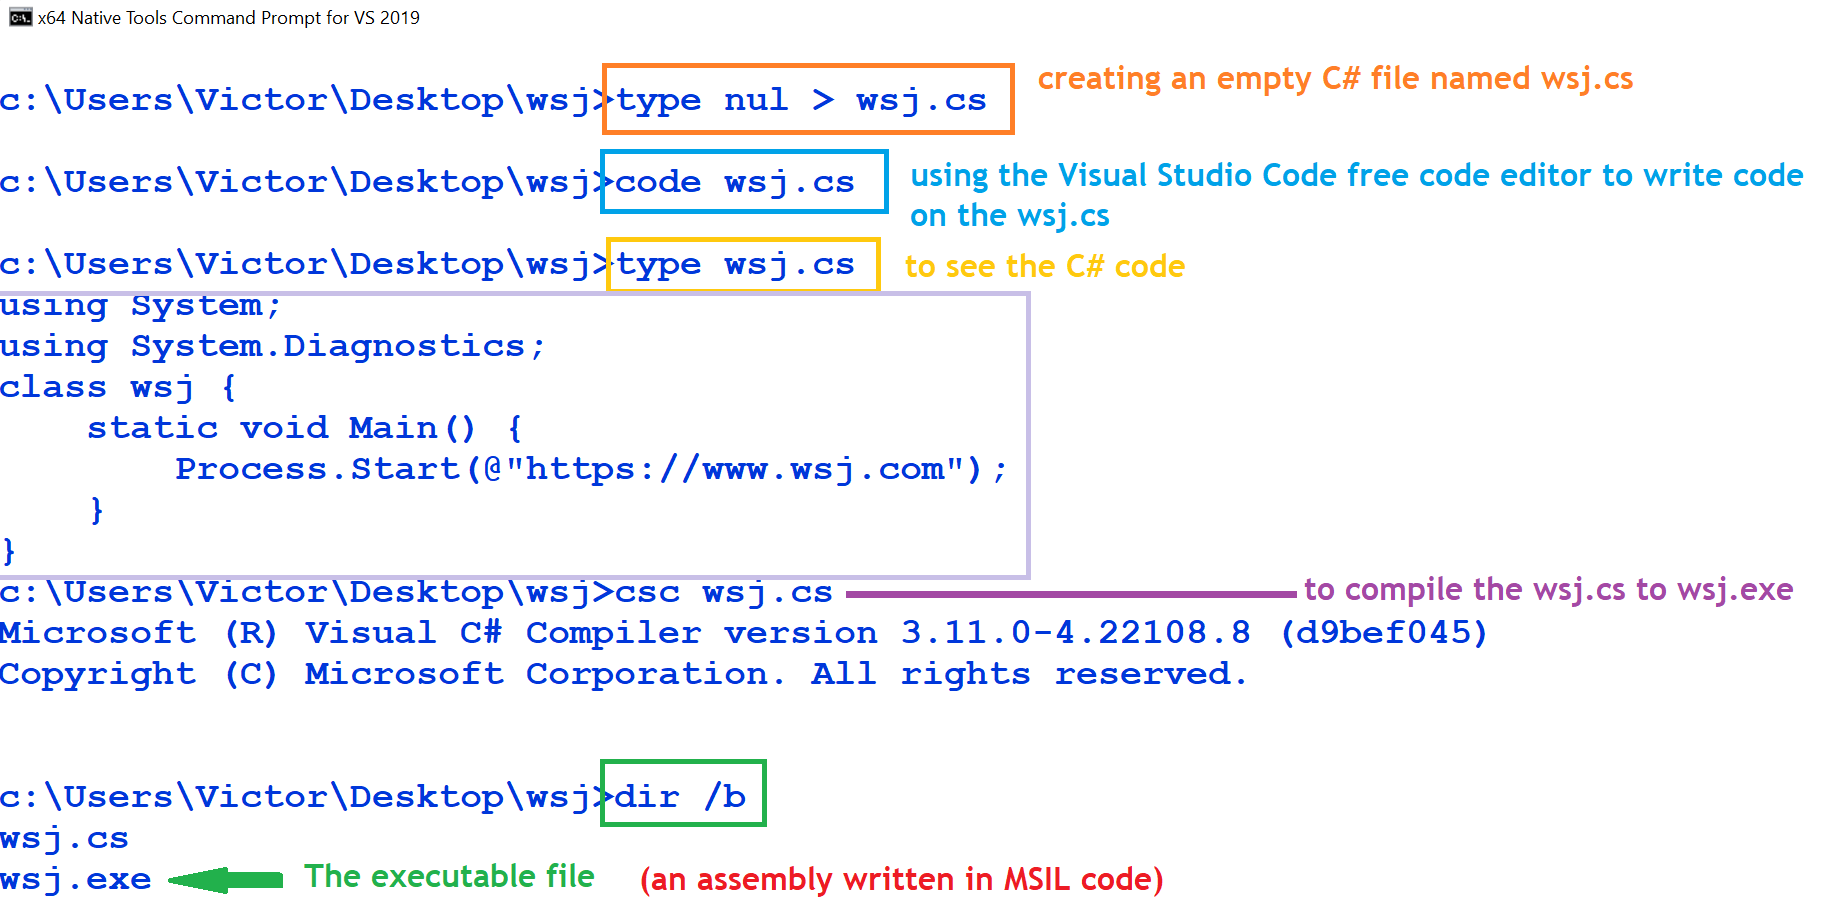 x64 Native Tools Command Prompt for VS 2019
c:\Users\Victor\Desktop\wsj>type nul > wsj.cs
creating an empty C# file named wsj.cs
c:\Users\Victor\Desktop\wsj>code wsj.cs
using the Visual Studio Code free code editor to write code
on the wsj.cs
c:\Users\Victor\Desktop\wsj>type wsj.cs
to see the C# code
using System;
using System.Diagnostics;
class wsj {
    static void Main() {
        Process.Start(@"https://www.wsj.com");
    }
}
c:\Users\Victor\Desktop\wsj>csc wsj.cs
to compile the wsj.cs to wsj.exe
Microsoft (R) Visual C# Compiler version 3.11.0-4.22108.8 (d9bef045)
Copyright (C) Microsoft Corporation. All rights reserved.
c:\Users\Victor\Desktop\wsj>dir /b
wsj.cs
wsj.exe
The executable file
(an assembly written in MSIL code)